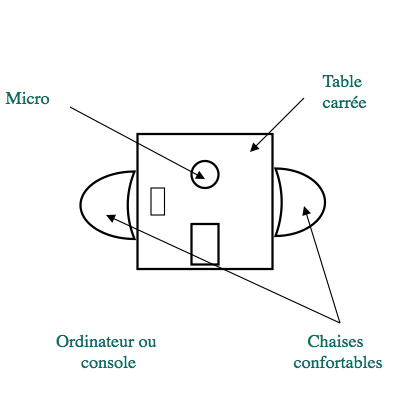 Table
carrée
Micro
Ordinateur ou
console
Chaises
confortables